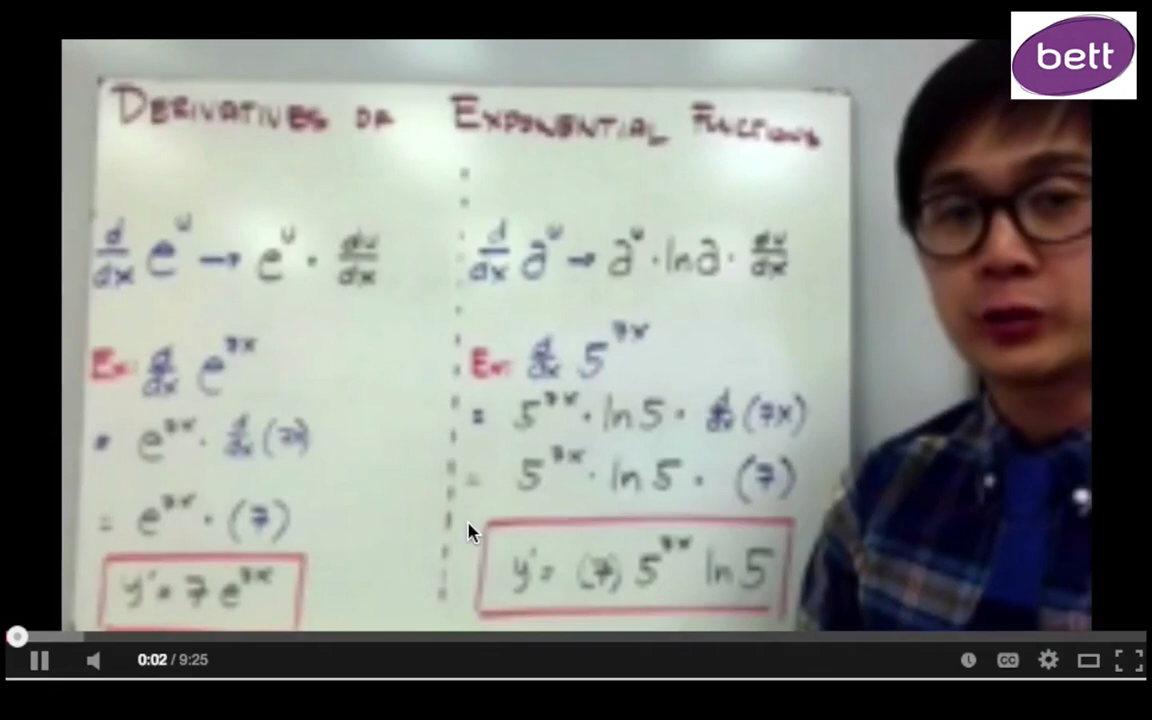 bett
DERIVATIVES OF EXPONENTIAL FUNCTIONS
d/dx e^u → e^u · du/dx
Ex: d/dx e^7x
= e^7x · d/dx (7x)
= e^7x · (7)
y' = 7 e^7x
d/dx a^u → a^u · ln a · du/dx
Ex: d/dx 5^7x
= 5^7x · ln 5 · d/dx (7x)
= 5^7x · ln 5 · (7)
y' = (7) 5^7x ln 5
0:02 / 9:25
CC